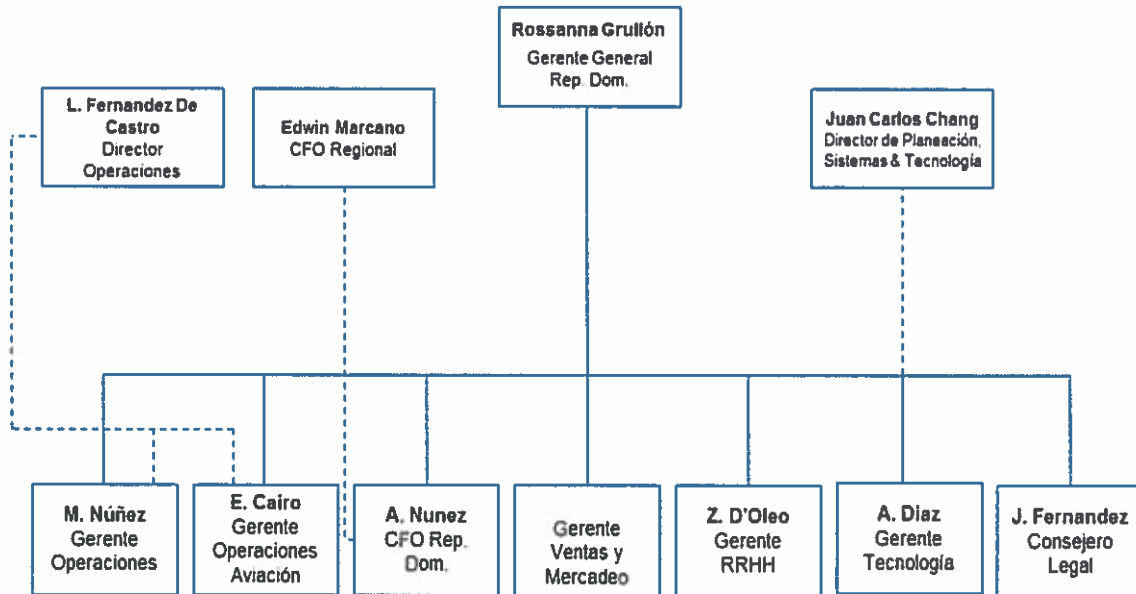 Rossanna Grullón
Gerente General
Rep. Dom.
L. Fernandez De
Castro
Director
Operaciones
Edwin Marcano
CFO Regional
Juan Carlos Chang
Director de Planeación,
Sistemas & Tecnología
M. Núñez
Gerente
Operaciones
E. Cairo
Gerente
Operaciones
Aviación
A. Nunez
CFO Rep.
Dom.
Gerente
Ventas y
Mercadeo
Z. D'Oleo
Gerente
RRHH
A. Diaz
Gerente
Tecnología
J. Fernandez
Consejero
Legal